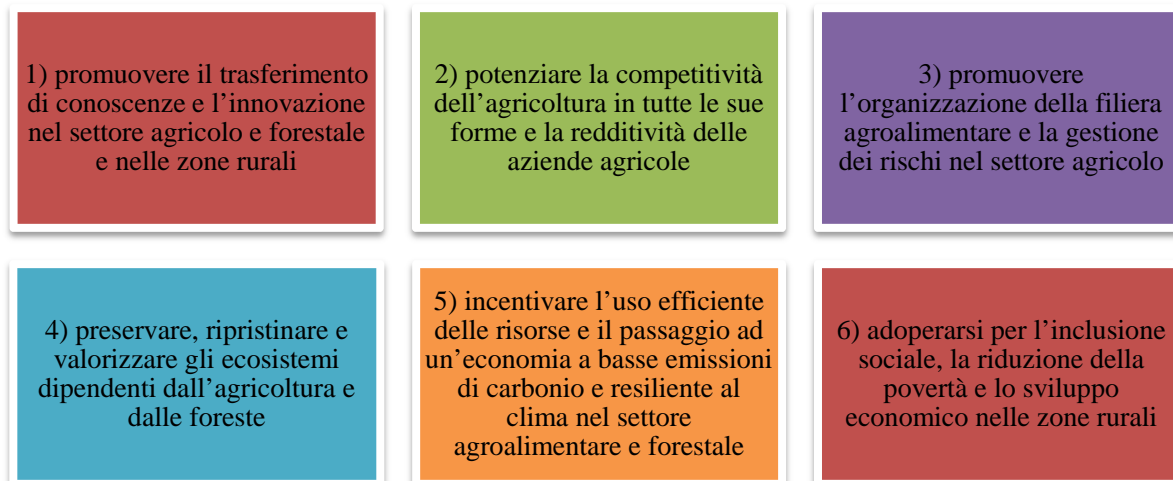 1) promuovere il trasferimento
di conoscenze e l’innovazione
nel settore agricolo e forestale
e nelle zone rurali
2) potenziare la competitività
dell’agricoltura in tutte le sue
forme e la redditività delle
aziende agricole
3) promuovere
l’organizzazione della filiera
agroalimentare e la gestione
dei rischi nel settore agricolo
4) preservare, ripristinare e
valorizzare gli ecosistemi
dipendenti dall’agricoltura e
dalle foreste
5) incentivare l’uso efficiente
delle risorse e il passaggio ad
un’economia a basse emissioni
di carbonio e resiliente al
clima nel settore
agroalimentare e forestale
6) adoperarsi per l’inclusione
sociale, la riduzione della
povertà e lo sviluppo
economico nelle zone rurali